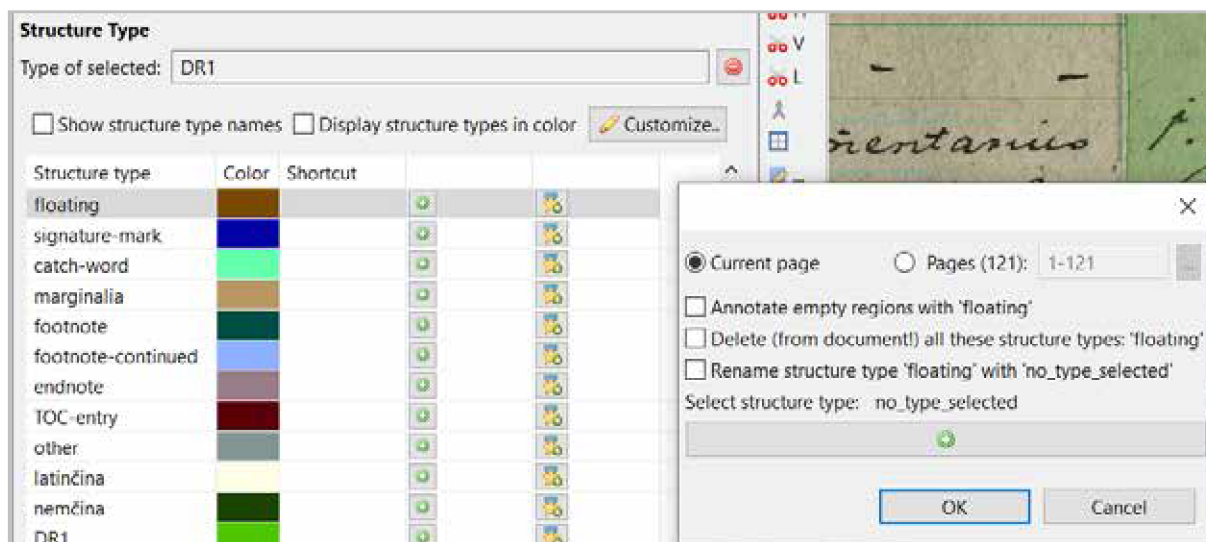 Structure Type
Type of selected: DR1
Show structure type names Display structure types in color Customize..
Structure type Color Shortcut
floating
signature-mark
catch-word
marginalia
footnote
footnote-continued
endnote
TOC-entry
other
latinčina
nemčina
DR1
V
L
mentarius j.
Current page Pages (121): 1-121 ...
Annotate empty regions with 'floating'
Delete (from document!) all these structure types: 'floating'
Rename structure type 'floating' with 'no_type_selected'
Select structure type: no_type_selected
OK Cancel